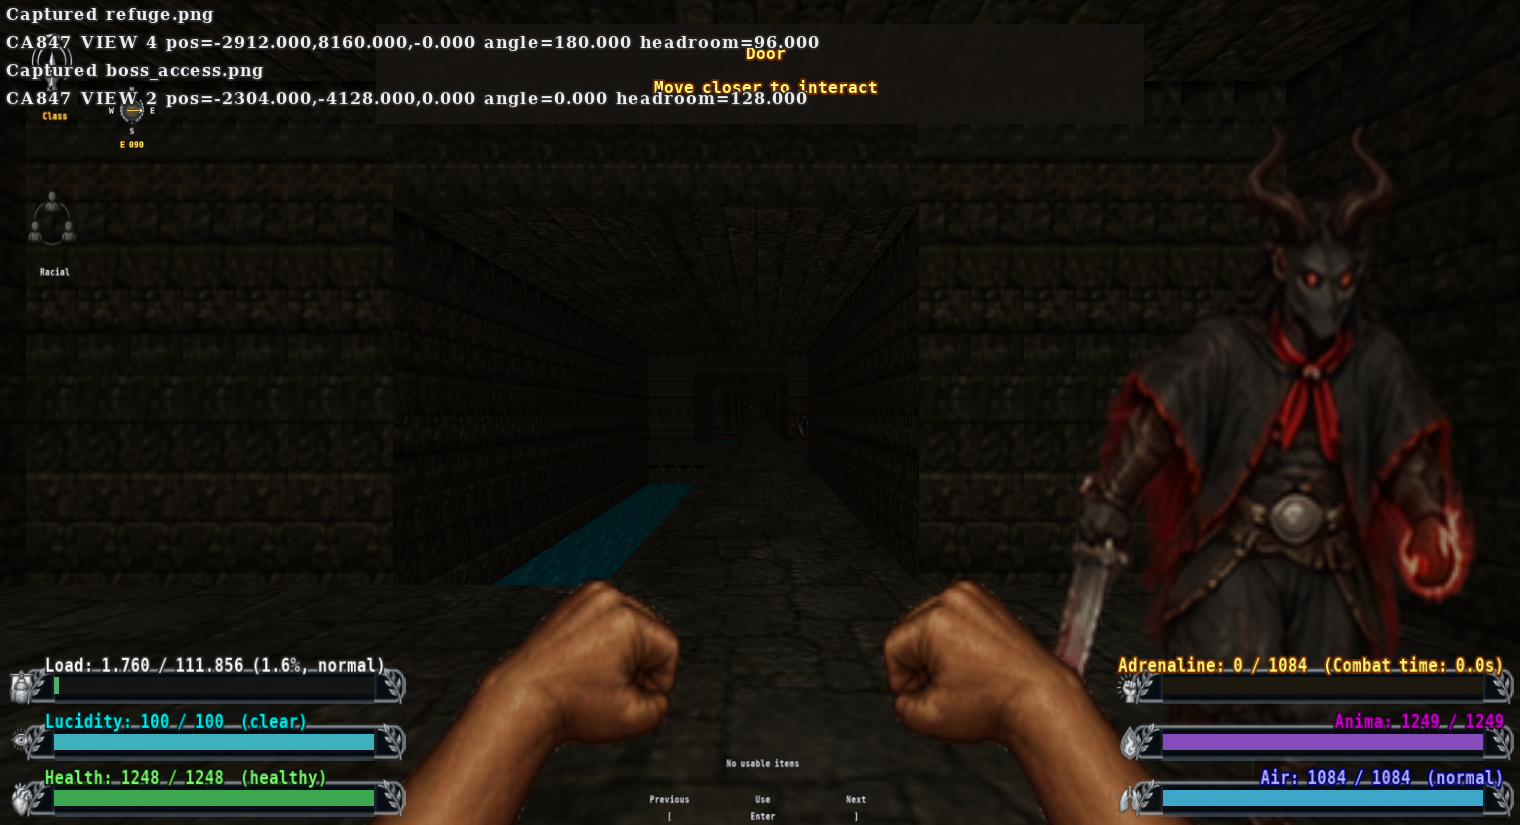 Captured refuge.png
CA847 VIEW 4 pos=-2912.000,8160.000,-0.000 angle=180.000 headroom=96.000
Door
Captured boss_access.png
Move closer to interact
CA847 VIEW 2 pos=-2304.000,-4128.000,0.000 angle=0.000 headroom=128.000
Class
W E
S
E 090
Racial
Load: 1.760 / 111.856 (1.6%, normal)
Adrenaline: 0 / 1084 (Combat time: 0.0s)
Lucidity: 100 / 100 (clear)
Anima: 1249 / 1249
Health: 1248 / 1248 (healthy)
Air: 1084 / 1084 (normal)
No usable items
Previous Use Next
[ Enter ]